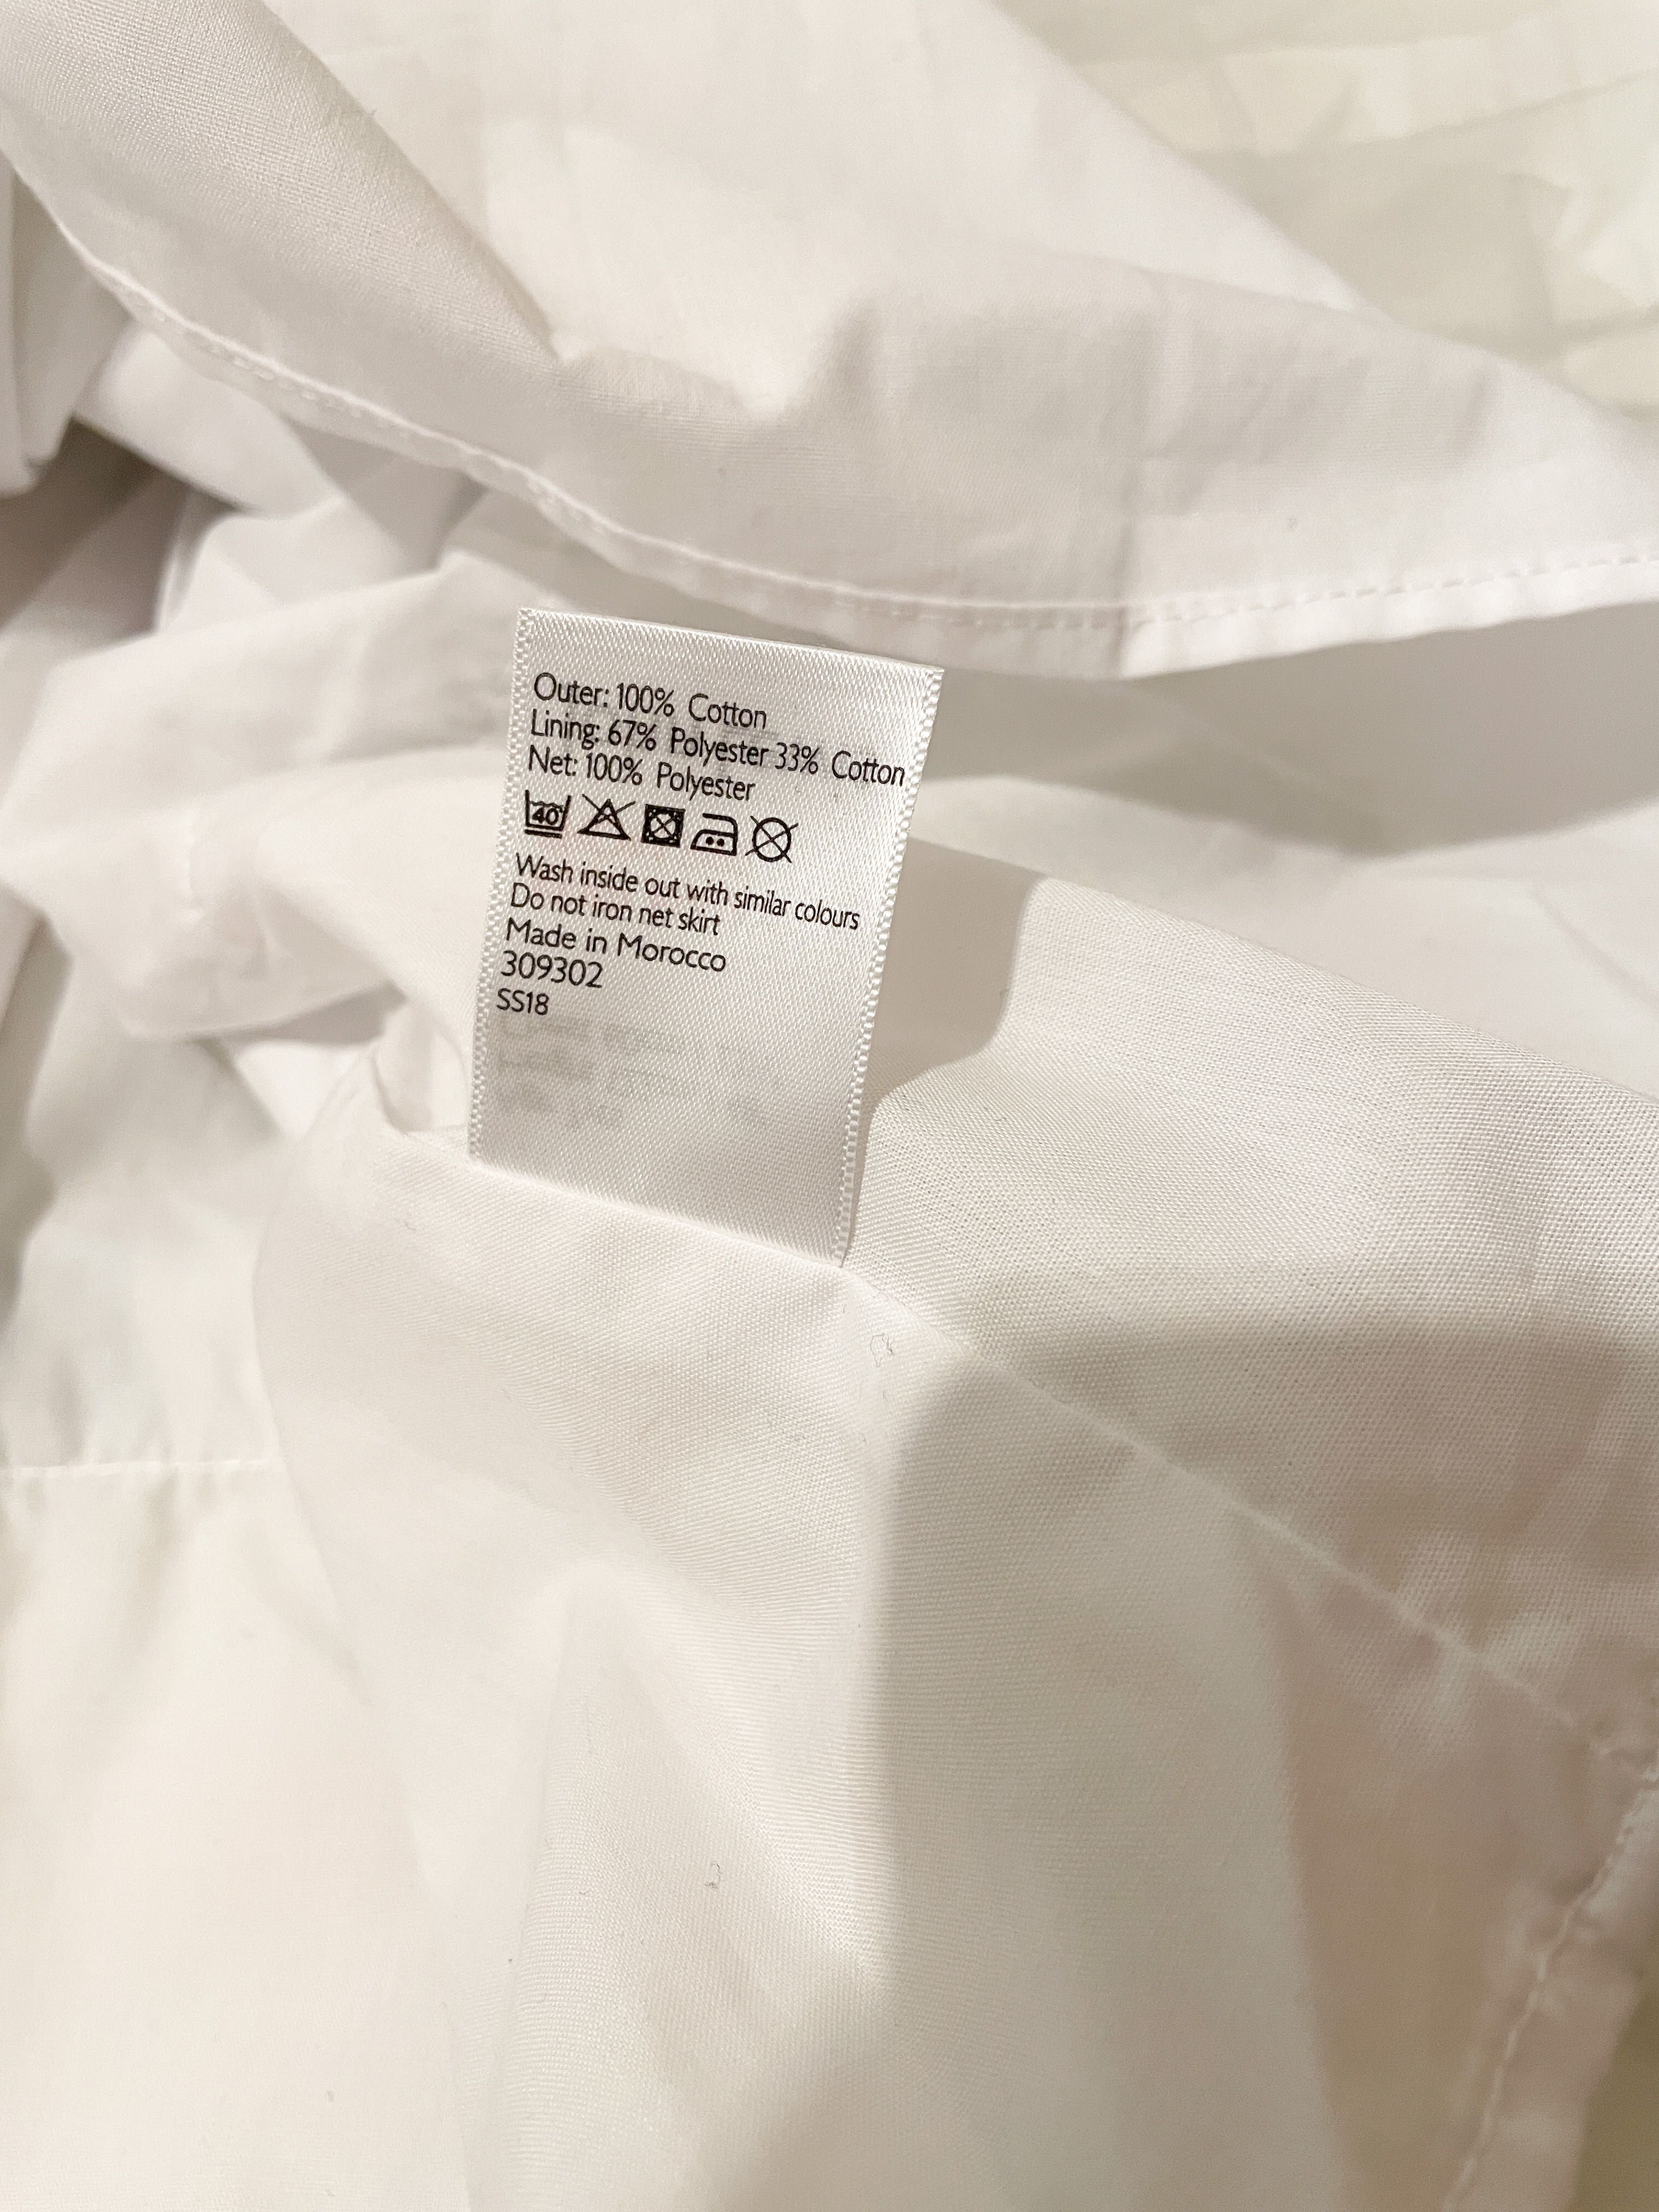 Outer: 100% Cotton
Lining: 67% Polyester 33% Cotton
Net: 100% Polyester
40
Wash inside out with similar colours
Do not iron net skirt
Made in Morocco
309302
SS18